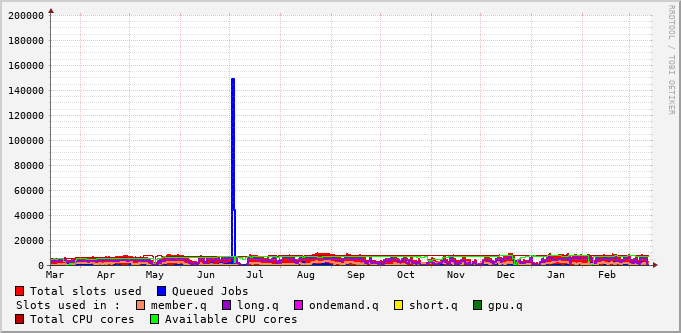 200000
180000
160000
140000
120000
100000
80000
60000
40000
20000
0
Mar Apr May Jun Jul Aug Sep Oct Nov Dec Jan Feb
Total slots used Queued Jobs
Slots used in : member.q long.q ondemand.q short.q gpu.q
Total CPU cores Available CPU cores
RRDTOOL / TOBI OETIKER